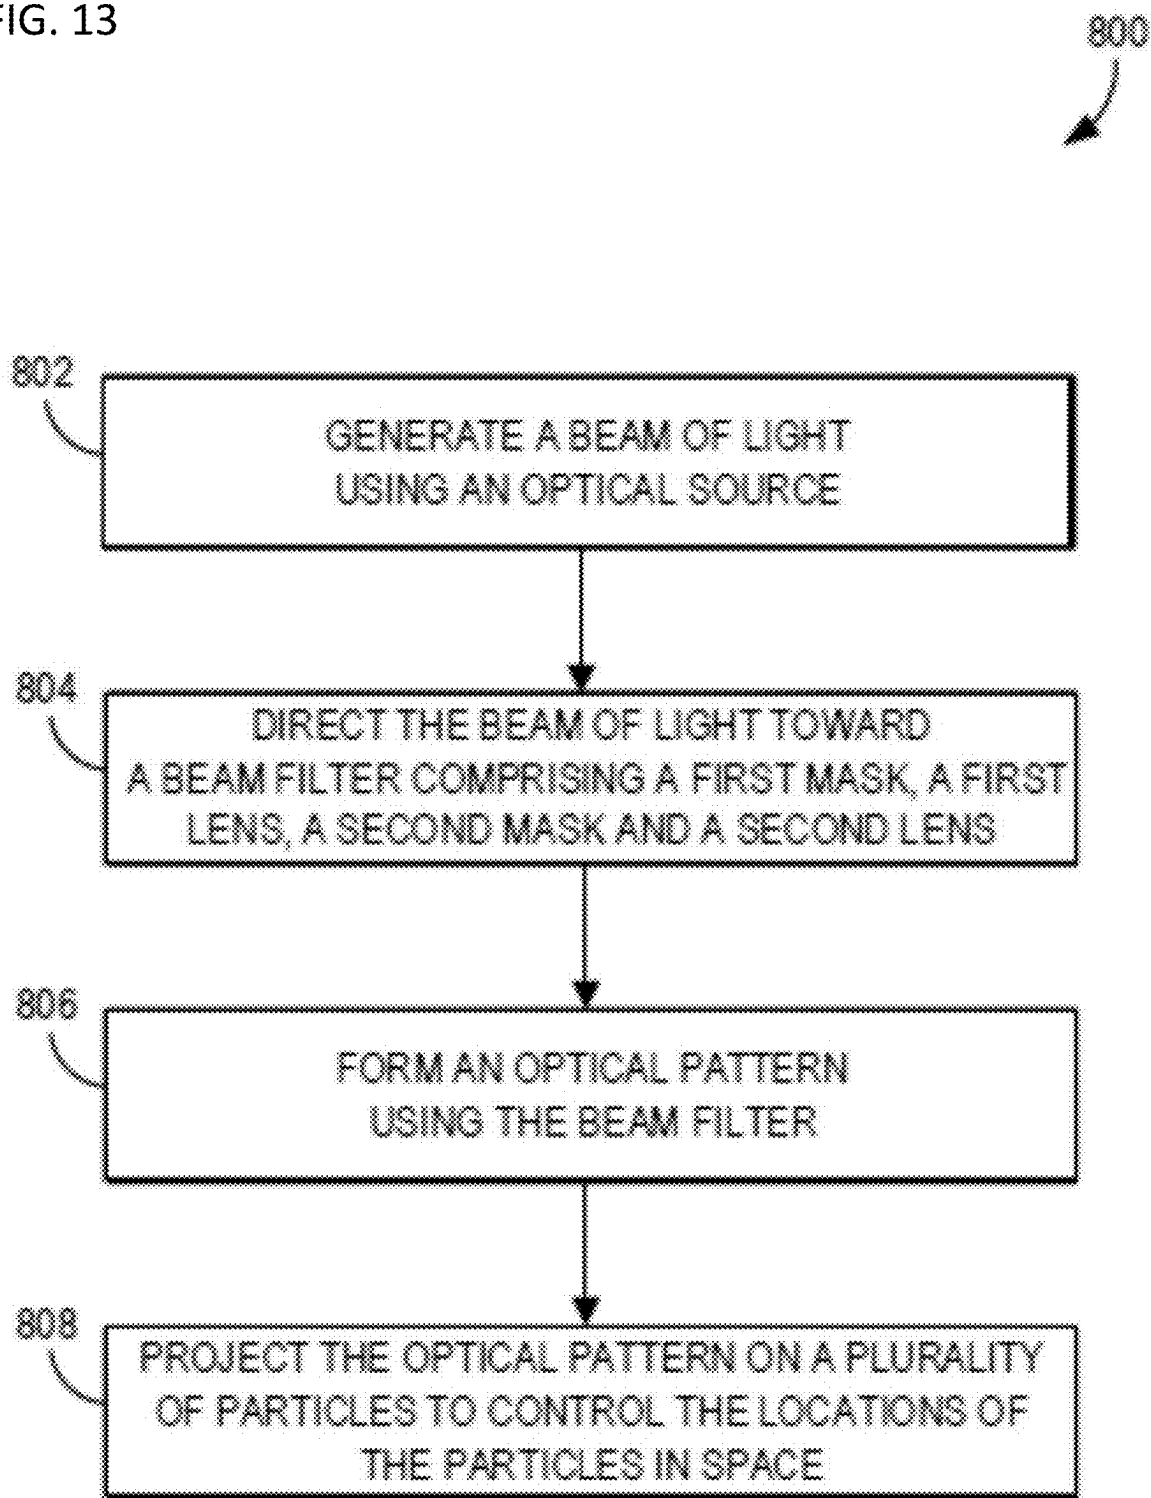 FIG. 13
800
802
GENERATE A BEAM OF LIGHT
USING AN OPTICAL SOURCE
804
DIRECT THE BEAM OF LIGHT TOWARD
A BEAM FILTER COMPRISING A FIRST MASK, A FIRST
LENS, A SECOND MASK AND A SECOND LENS
806
FORM AN OPTICAL PATTERN
USING THE BEAM FILTER
808
PROJECT THE OPTICAL PATTERN ON A PLURALITY
OF PARTICLES TO CONTROL THE LOCATIONS OF
THE PARTICLES IN SPACE